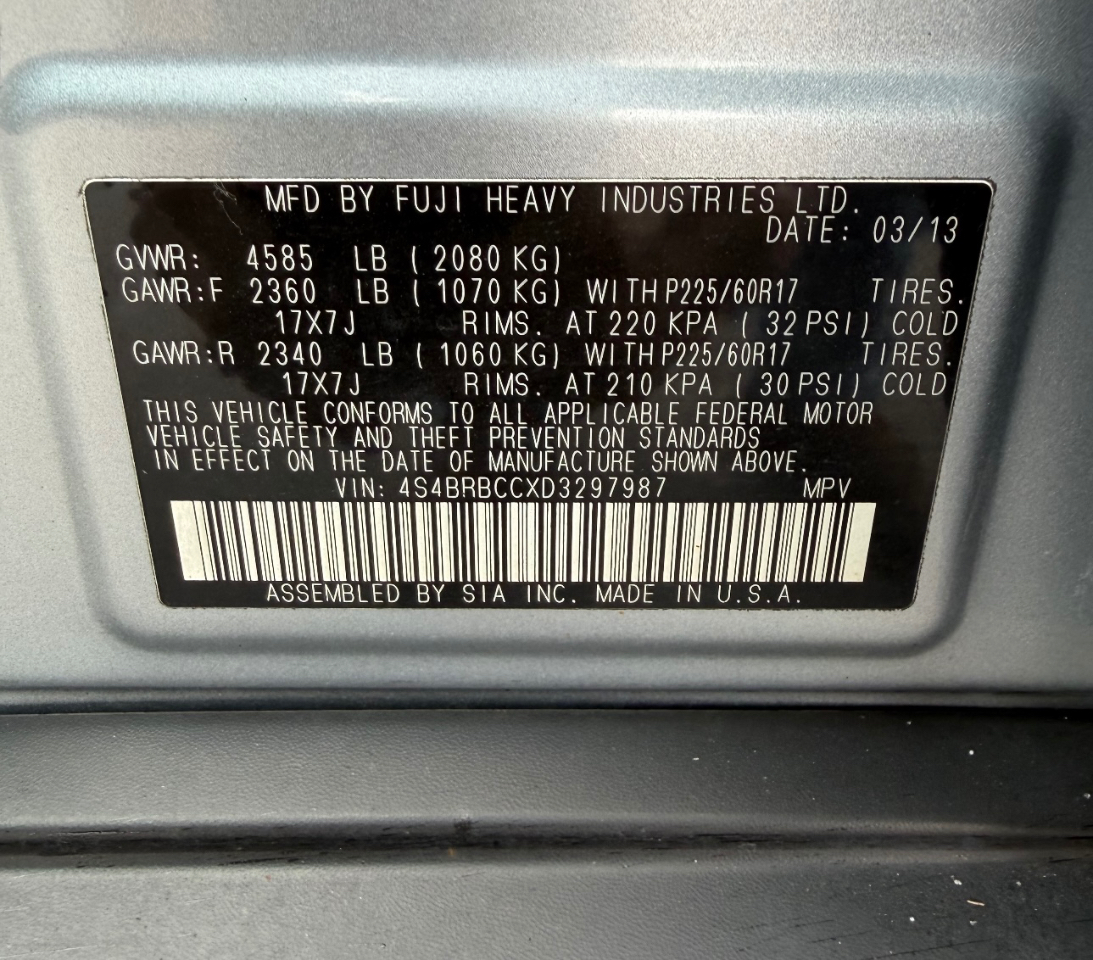 MFD BY FUJI HEAVY INDUSTRIES LTD.
DATE: 03/13
GVWR: 4585 LB ( 2080 KG)
GAWR:F 2360 LB ( 1070 KG) WITH P225/60R17 TIRES.
17X7J RIMS. AT 220 KPA ( 32 PSI) COLD
GAWR:R 2340 LB ( 1060 KG) WITH P225/60R17 TIRES.
17X7J RIMS. AT 210 KPA ( 30 PSI) COLD
THIS VEHICLE CONFORMS TO ALL APPLICABLE FEDERAL MOTOR
VEHICLE SAFETY AND THEFT PREVENTION STANDARDS
IN EFFECT ON THE DATE OF MANUFACTURE SHOWN ABOVE.
VIN: 4S4BRBCCXD3297987 MPV
ASSEMBLED BY SIA INC. MADE IN U.S.A.